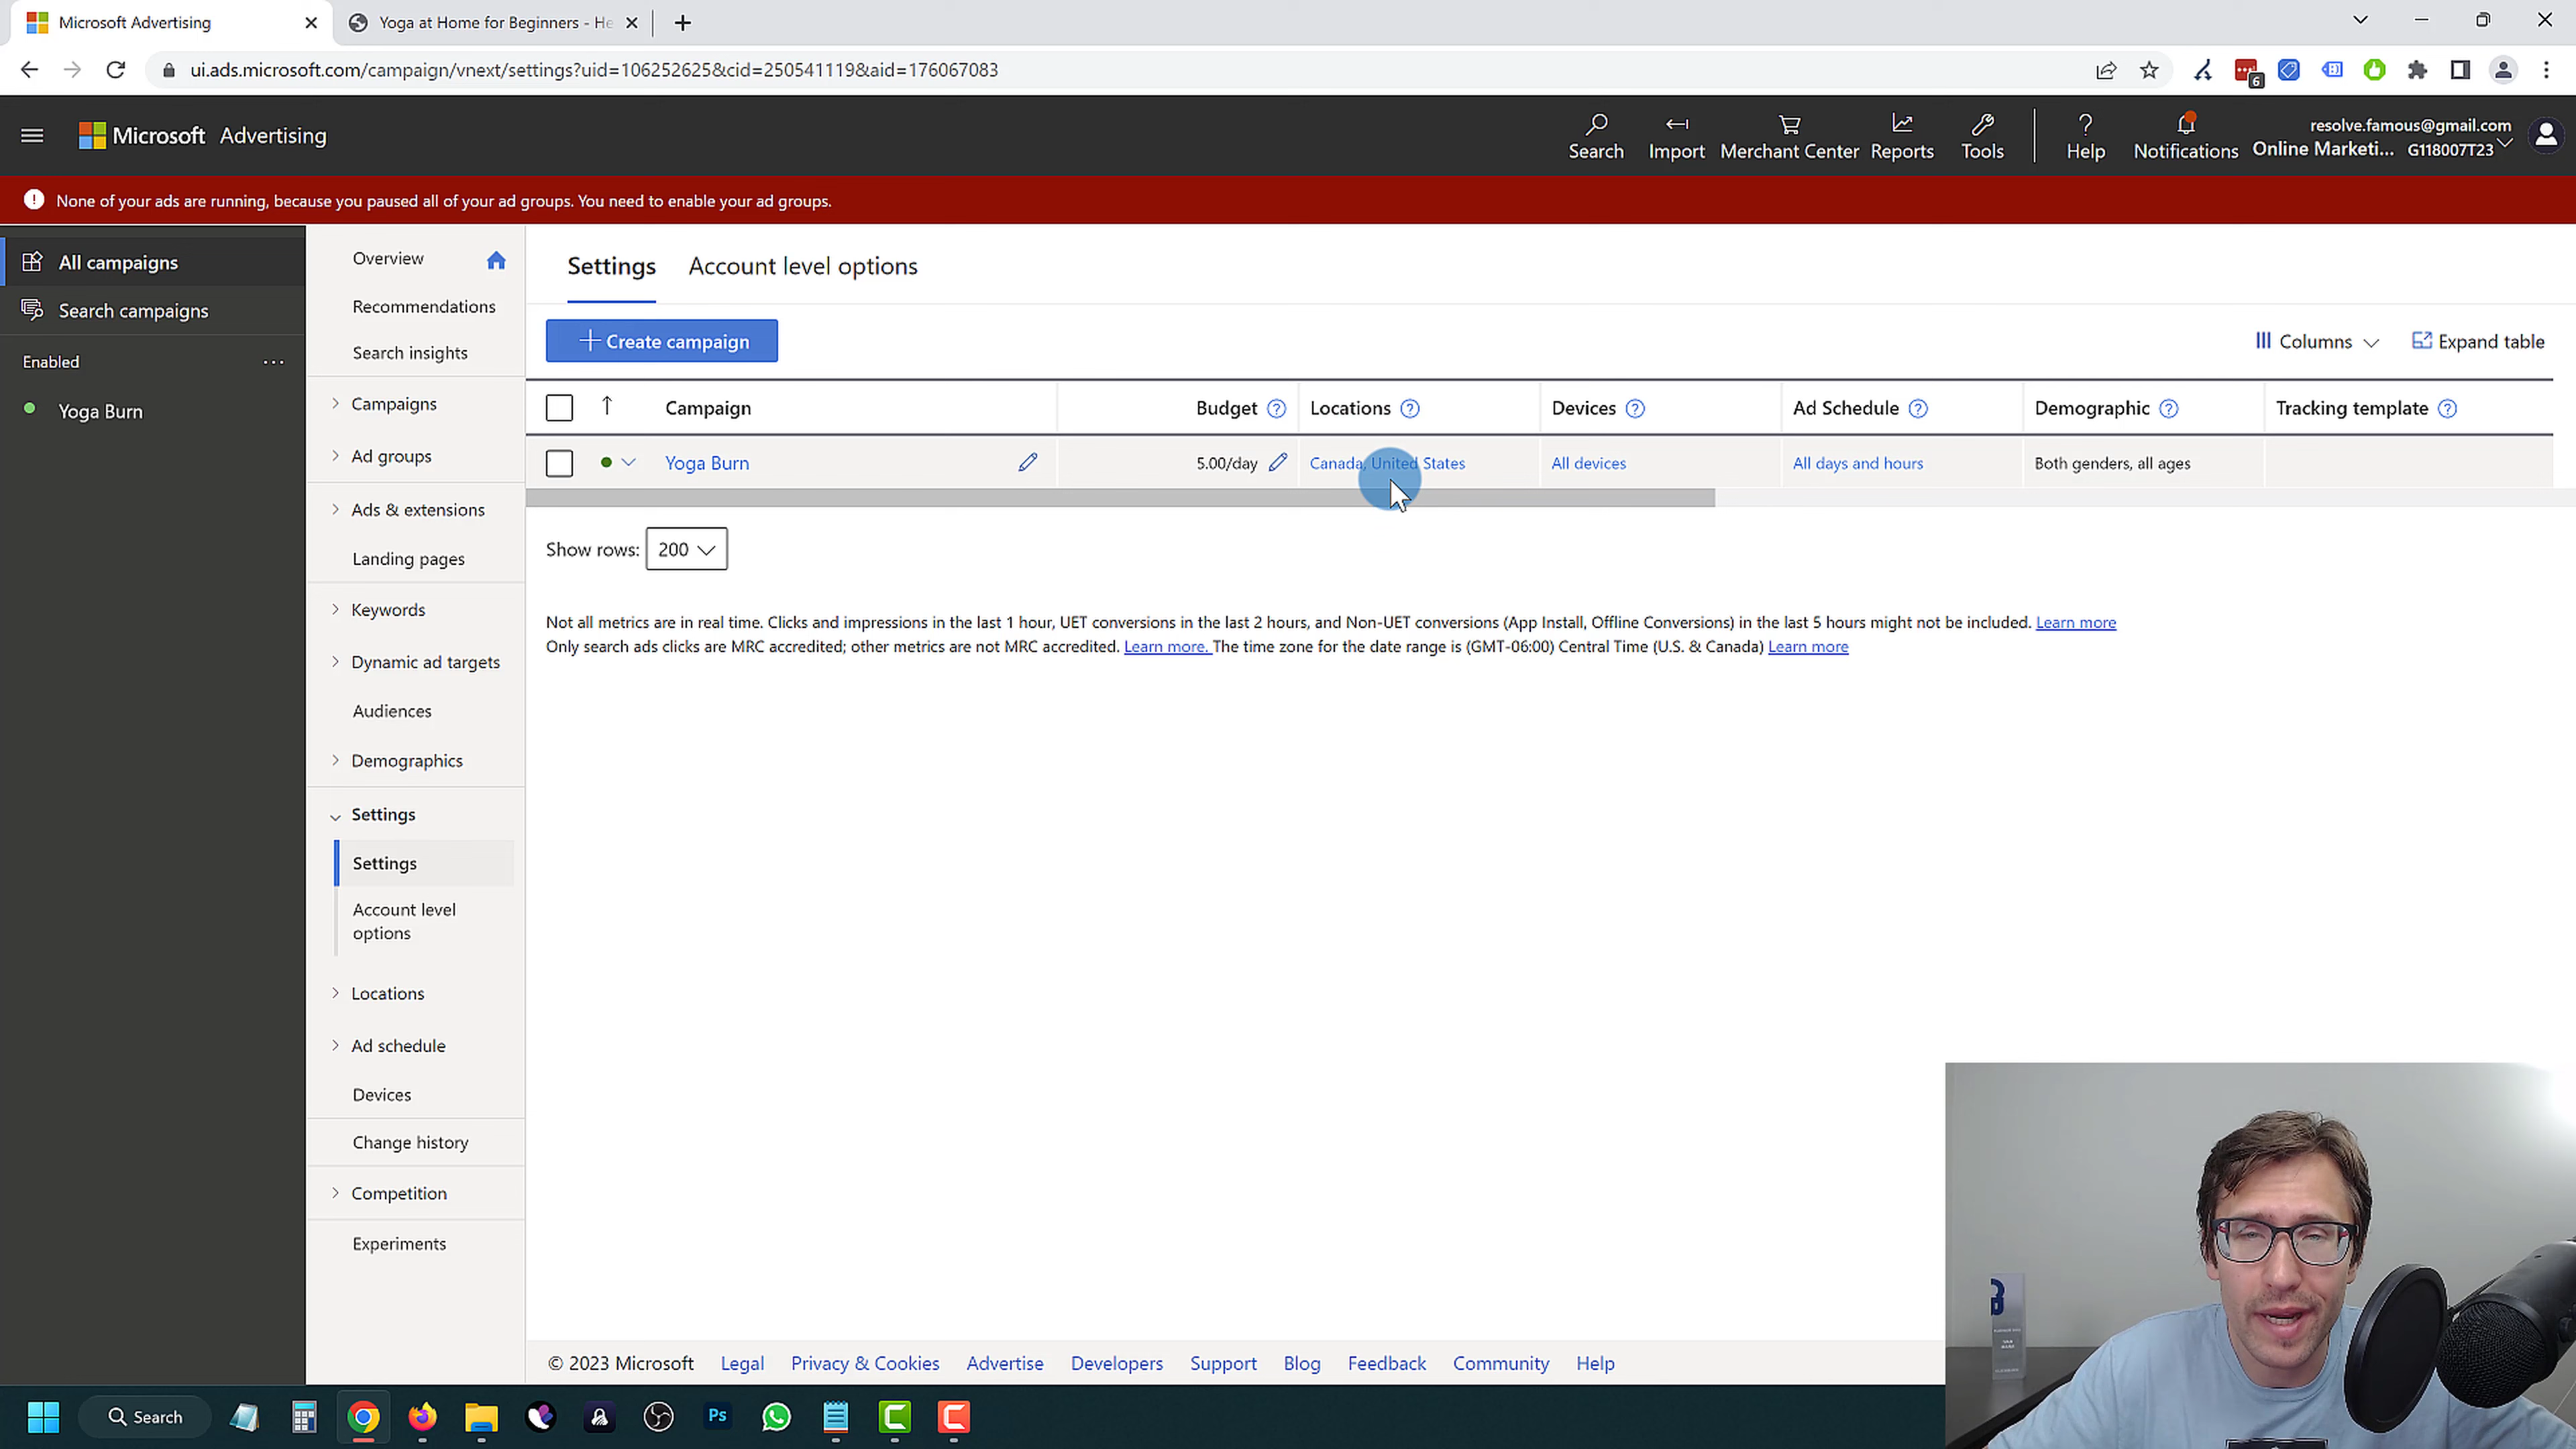 Microsoft Advertising
Yoga at Home for Beginners - He
ui.ads.microsoft.com/campaign/vnext/settings?uid=106252625&cid=250541119&aid=176067083
6
Microsoft Advertising
Search
Import
Merchant Center
Reports
Tools
Help
Notifications
resolve.famous@gmail.com
Online Marketi... G118007T23
None of your ads are running, because you paused all of your ad groups. You need to enable your ad groups.
All campaigns
Search campaigns
Enabled
Yoga Burn
Overview
Recommendations
Search insights
Campaigns
Ad groups
Ads & extensions
Landing pages
Keywords
Dynamic ad targets
Audiences
Demographics
Settings
Settings
Account level
options
Locations
Ad schedule
Devices
Change history
Competition
Experiments
Settings Account level options
Create campaign
Columns
Expand table
Campaign Budget Locations Devices Ad Schedule Demographic Tracking template
Yoga Burn 5.00/day Canada, United States All devices All days and hours Both genders, all ages
Show rows: 200
Not all metrics are in real time. Clicks and impressions in the last 1 hour, UET conversions in the last 2 hours, and Non-UET conversions (App Install, Offline Conversions) in the last 5 hours might not be included. Learn more
Only search ads clicks are MRC accredited; other metrics are not MRC accredited. Learn more. The time zone for the date range is (GMT-06:00) Central Time (U.S. & Canada) Learn more
© 2023 Microsoft Legal Privacy & Cookies Advertise Developers Support Blog Feedback Community Help
Search
Ps